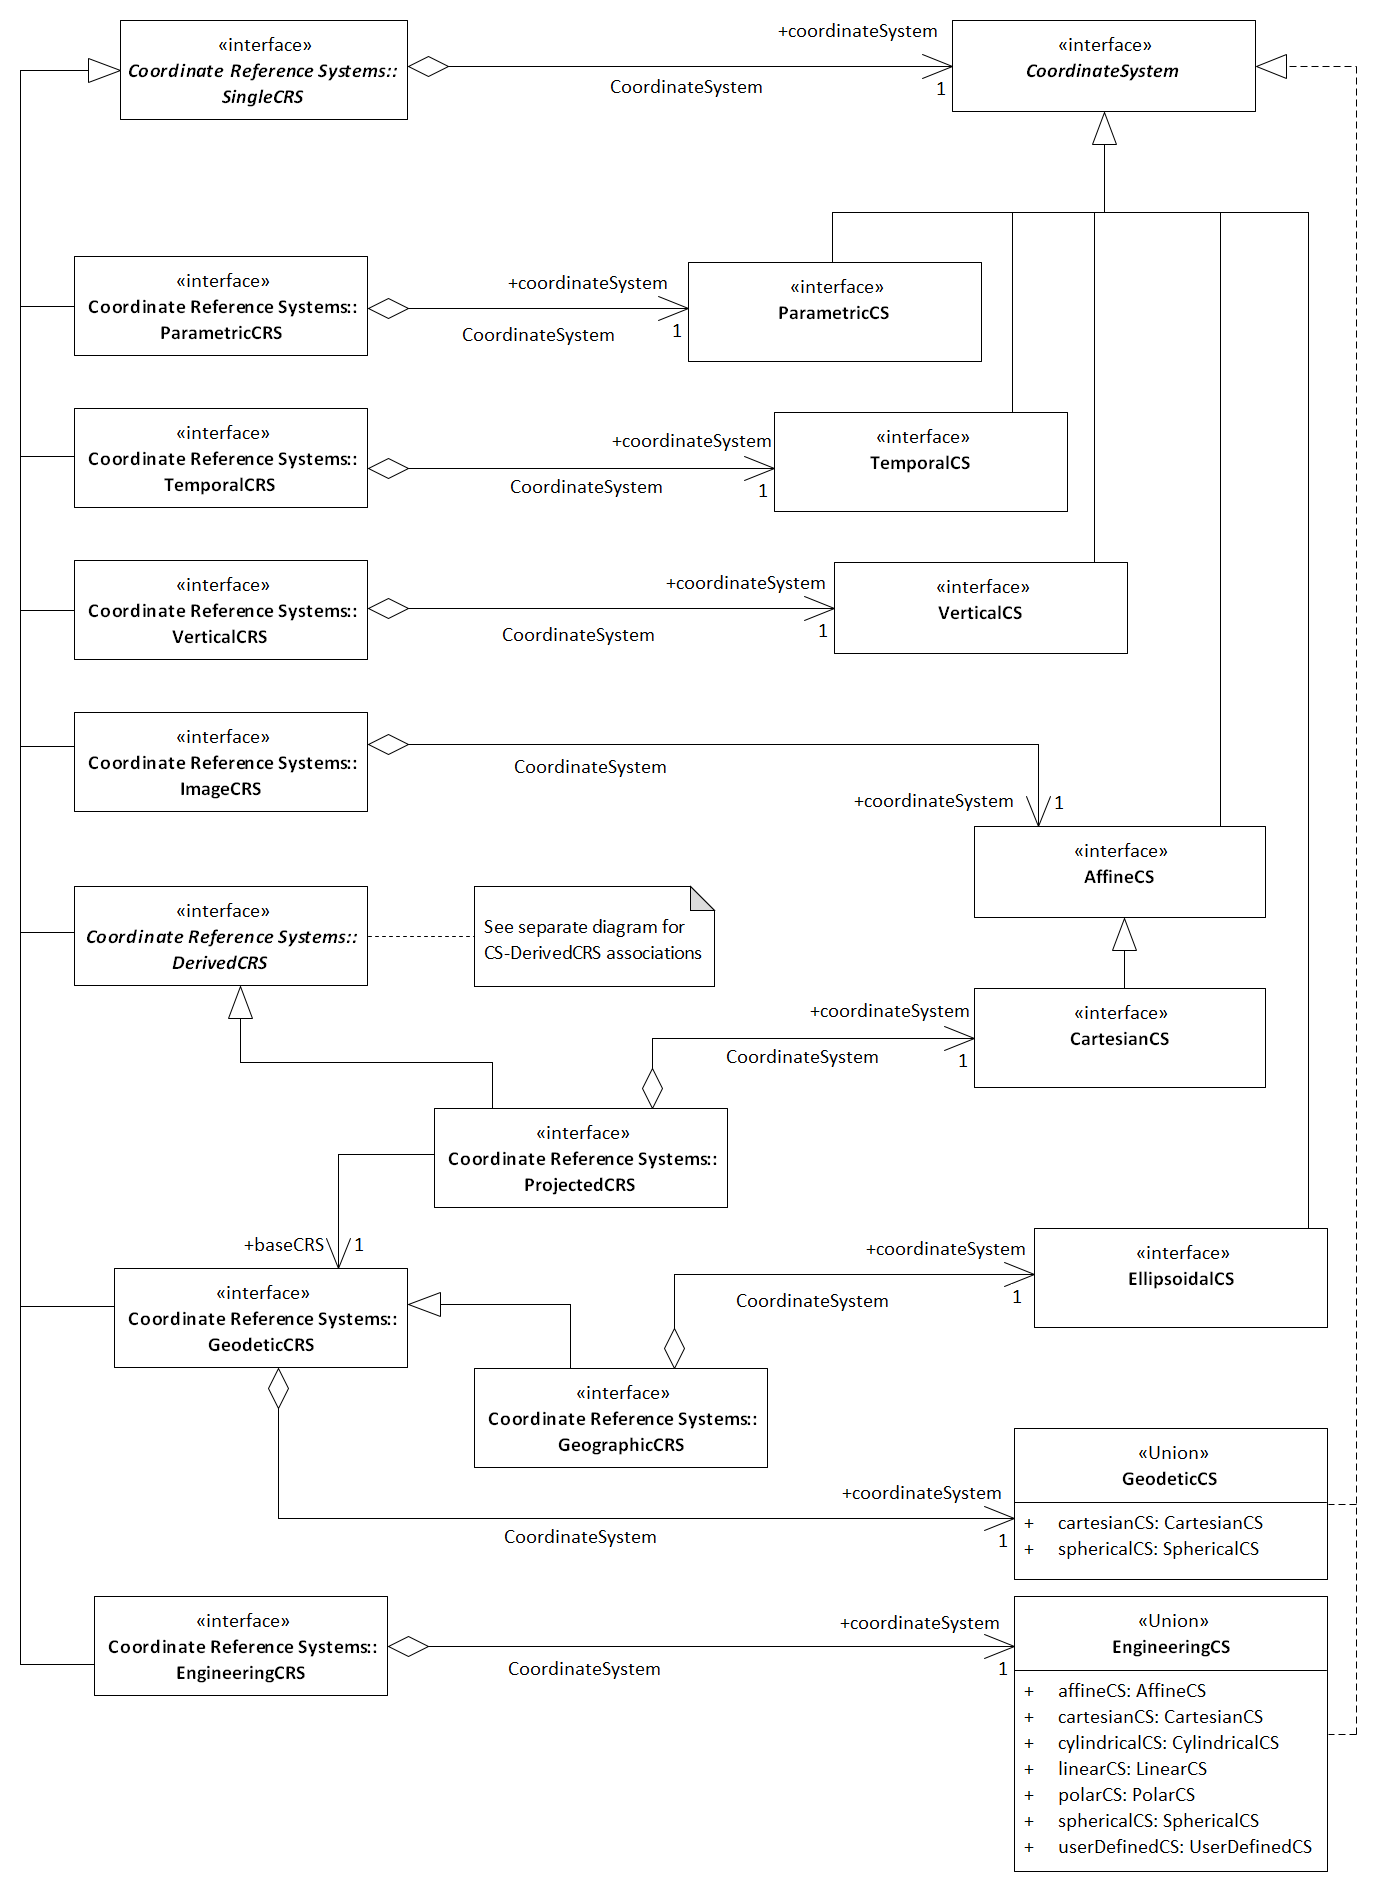 «interface»
Coordinate Reference Systems::
SingleCRS
+coordinateSystem
CoordinateSystem
1
«interface»
CoordinateSystem
«interface»
Coordinate Reference Systems::
ParametricCRS
+coordinateSystem
CoordinateSystem
1
«interface»
ParametricCS
«interface»
Coordinate Reference Systems::
TemporalCRS
+coordinateSystem
CoordinateSystem
1
«interface»
TemporalCS
«interface»
Coordinate Reference Systems::
VerticalCRS
+coordinateSystem
CoordinateSystem
1
«interface»
VerticalCS
«interface»
Coordinate Reference Systems::
ImageCRS
CoordinateSystem
+coordinateSystem
1
«interface»
AffineCS
«interface»
Coordinate Reference Systems::
DerivedCRS
See separate diagram for
CS-DerivedCRS associations
+coordinateSystem
CoordinateSystem
1
«interface»
CartesianCS
«interface»
Coordinate Reference Systems::
ProjectedCRS
+baseCRS
1
«interface»
Coordinate Reference Systems::
GeodeticCRS
+coordinateSystem
CoordinateSystem
1
«interface»
EllipsoidalCS
«interface»
Coordinate Reference Systems::
GeographicCRS
+coordinateSystem
CoordinateSystem
1
«Union»
GeodeticCS
+ cartesianCS: CartesianCS
+ sphericalCS: SphericalCS
«interface»
Coordinate Reference Systems::
EngineeringCRS
+coordinateSystem
CoordinateSystem
1
«Union»
EngineeringCS
+ affineCS: AffineCS
+ cartesianCS: CartesianCS
+ cylindricalCS: CylindricalCS
+ linearCS: LinearCS
+ polarCS: PolarCS
+ sphericalCS: SphericalCS
+ userDefinedCS: UserDefinedCS